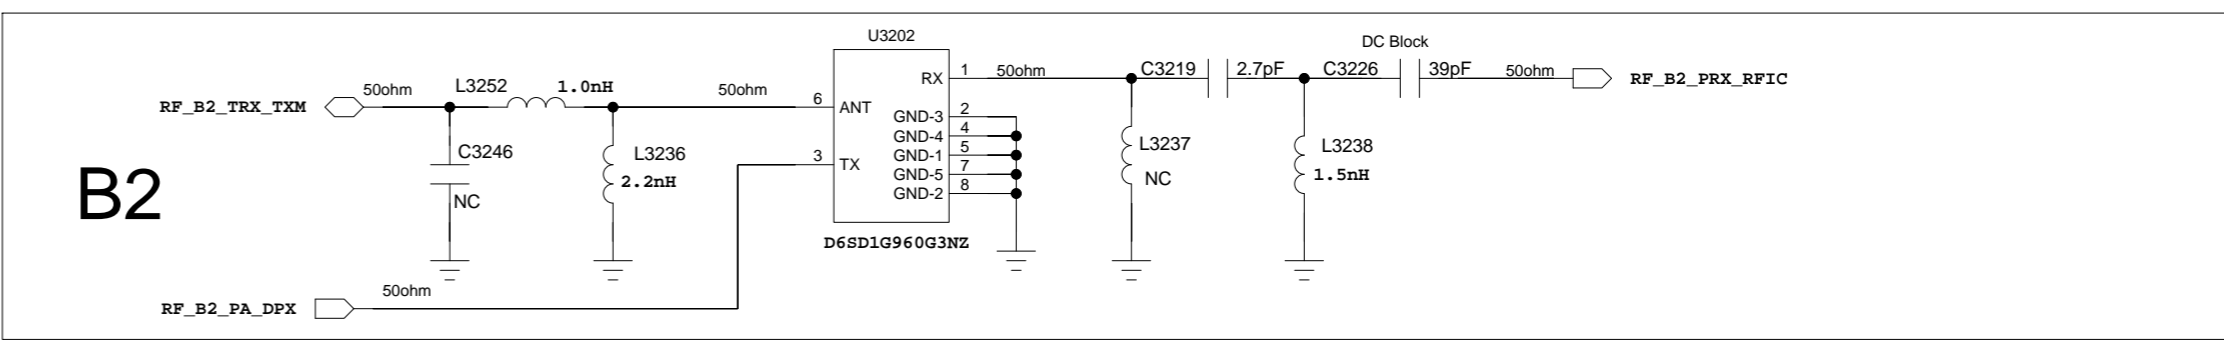 U3202
DC Block
RX
1
50ohm
C3219
2.7pF
C3226
39pF
50ohm
RF_B2_PRX_RFIC
50ohm
L3252
1.0nH
50ohm
RF_B2_TRX_TXM
6
ANT
GND-3
2
GND-4
4
GND-1
5
GND-5
7
GND-2
8
C3246
NC
L3236
2.2nH
3
TX
L3237
NC
L3238
1.5nH
B2
D6SD1G960G3NZ
50ohm
RF_B2_PA_DPX